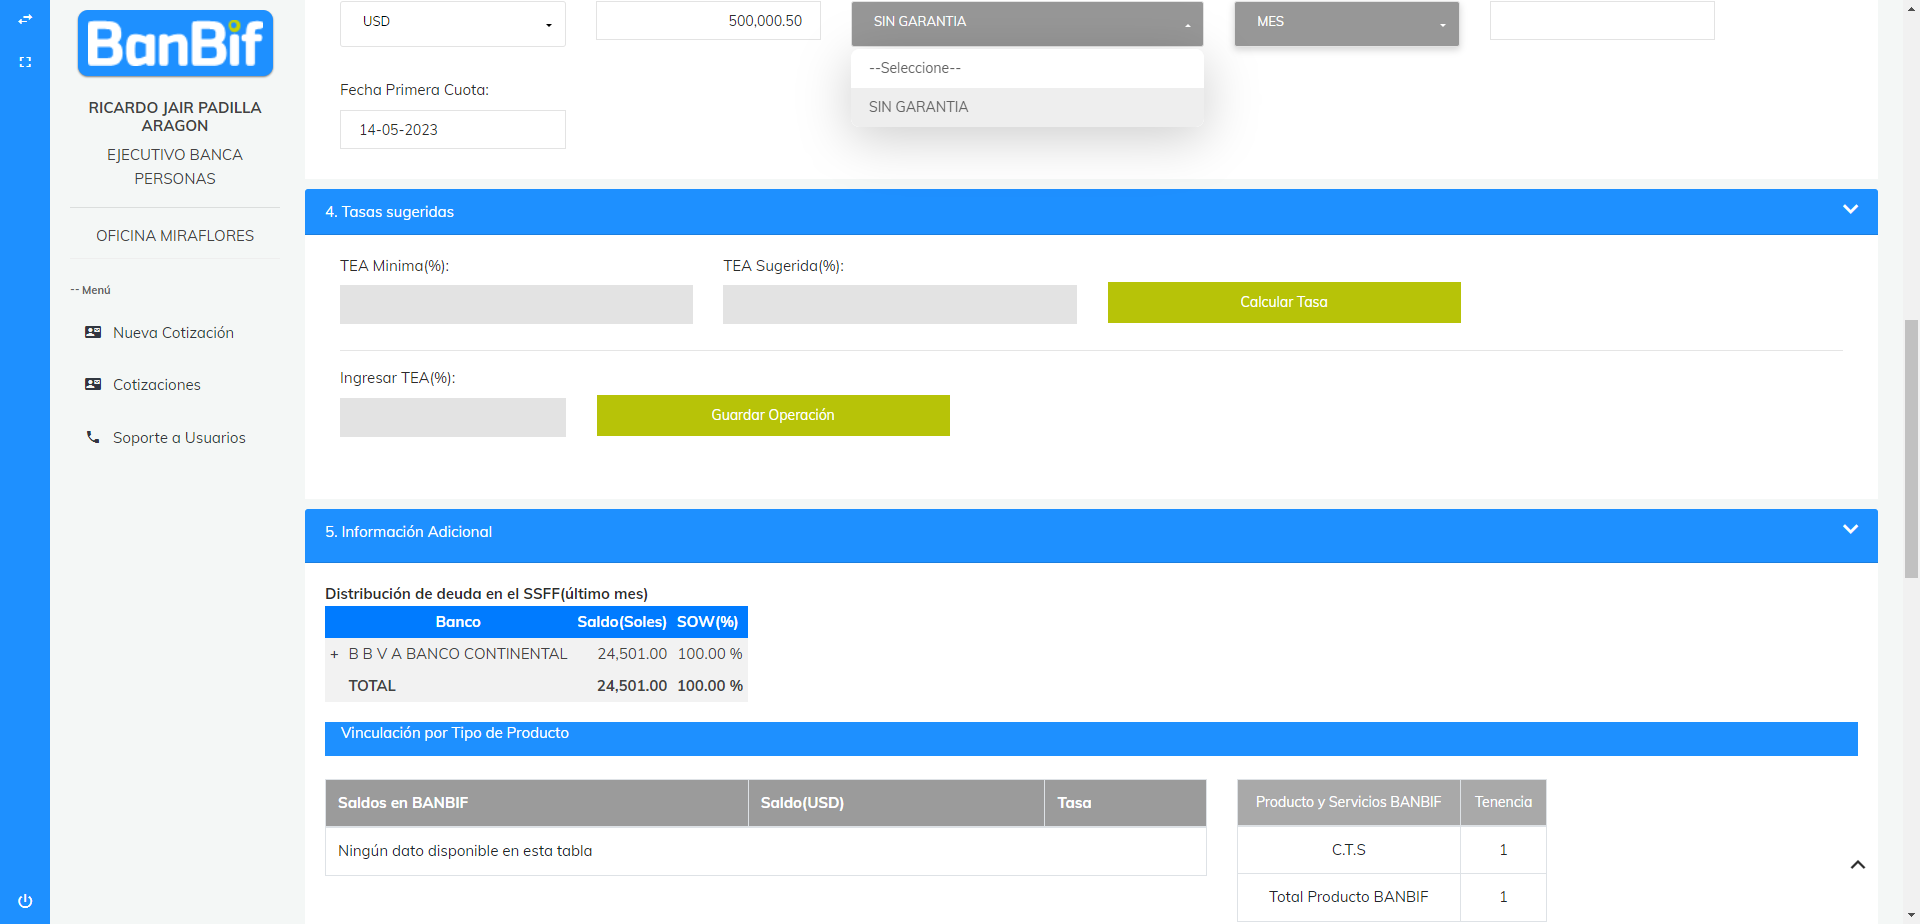 BanBif
RICARDO JAIR PADILLA
ARAGON
EJECUTIVO BANCA
PERSONAS
OFICINA MIRAFLORES
-- Menú
Nueva Cotización
Cotizaciones
Soporte a Usuarios
USD
500,000.50
SIN GARANTIA
MES
--Seleccione--
SIN GARANTIA
Fecha Primera Cuota:
14-05-2023
4. Tasas sugeridas
TEA Minima(%):
TEA Sugerida(%):
Calcular Tasa
Ingresar TEA(%):
Guardar Operación
5. Información Adicional
Distribución de deuda en el SSFF(último mes)
Banco Saldo(Soles) SOW(%)
+ B B V A BANCO CONTINENTAL 24,501.00 100.00 %
TOTAL 24,501.00 100.00 %
Vinculación por Tipo de Producto
Saldos en BANBIF Saldo(USD) Tasa
Ningún dato disponible en esta tabla
Producto y Servicios BANBIF Tenencia
C.T.S 1
Total Producto BANBIF 1